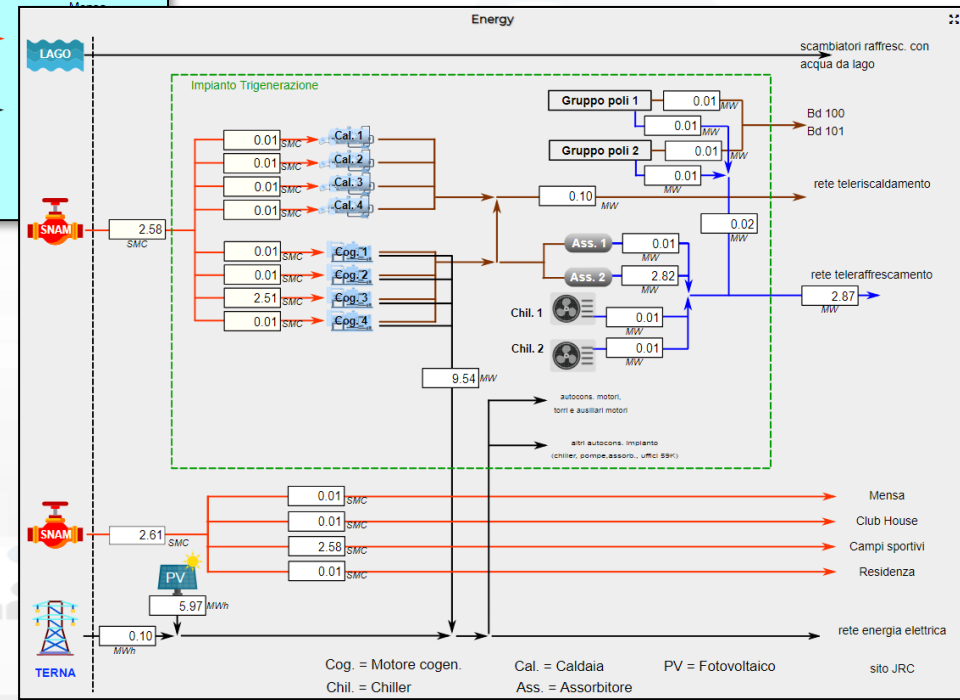 Mensa
Energy
LAGO
scambiatori raffresc. con
acqua da lago
Impianto Trigenerazione
Gruppo poli 1
0.01
MW
0.01
MW
Bd 100
Bd 101
Gruppo poli 2
0.01
MW
0.01
MW
0.01
SMC
Cal. 1
0.01
SMC
Cal. 2
0.01
SMC
Cal. 3
0.01
SMC
Cal. 4
0.10
MW
rete teleriscaldamento
SNAM
2.58
SMC
0.02
MW
0.01
SMC
Cog. 1
0.01
SMC
Cog. 2
2.51
SMC
Cog. 3
0.01
SMC
Cog. 4
Ass. 1
0.01
MW
Ass. 2
2.82
MW
rete teleraffrescamento
2.87
MW
Chil. 1
0.01
MW
Chil. 2
0.01
MW
9.54
MW
autocons. motori,
torri e ausiliari motori
altri autocons. impianto
(chiller, pompe,assorb., uffici 59K)
SNAM
2.61
SMC
0.01
SMC
Mensa
0.01
SMC
Club House
2.58
SMC
Campi sportivi
0.01
SMC
Residenza
PV
5.97
MWh
0.10
MWh
TERNA
rete energia elettrica
sito JRC
Cog. = Motore cogen.
Cal. = Caldaia
PV = Fotovoltaico
Chil. = Chiller
Ass. = Assorbitore